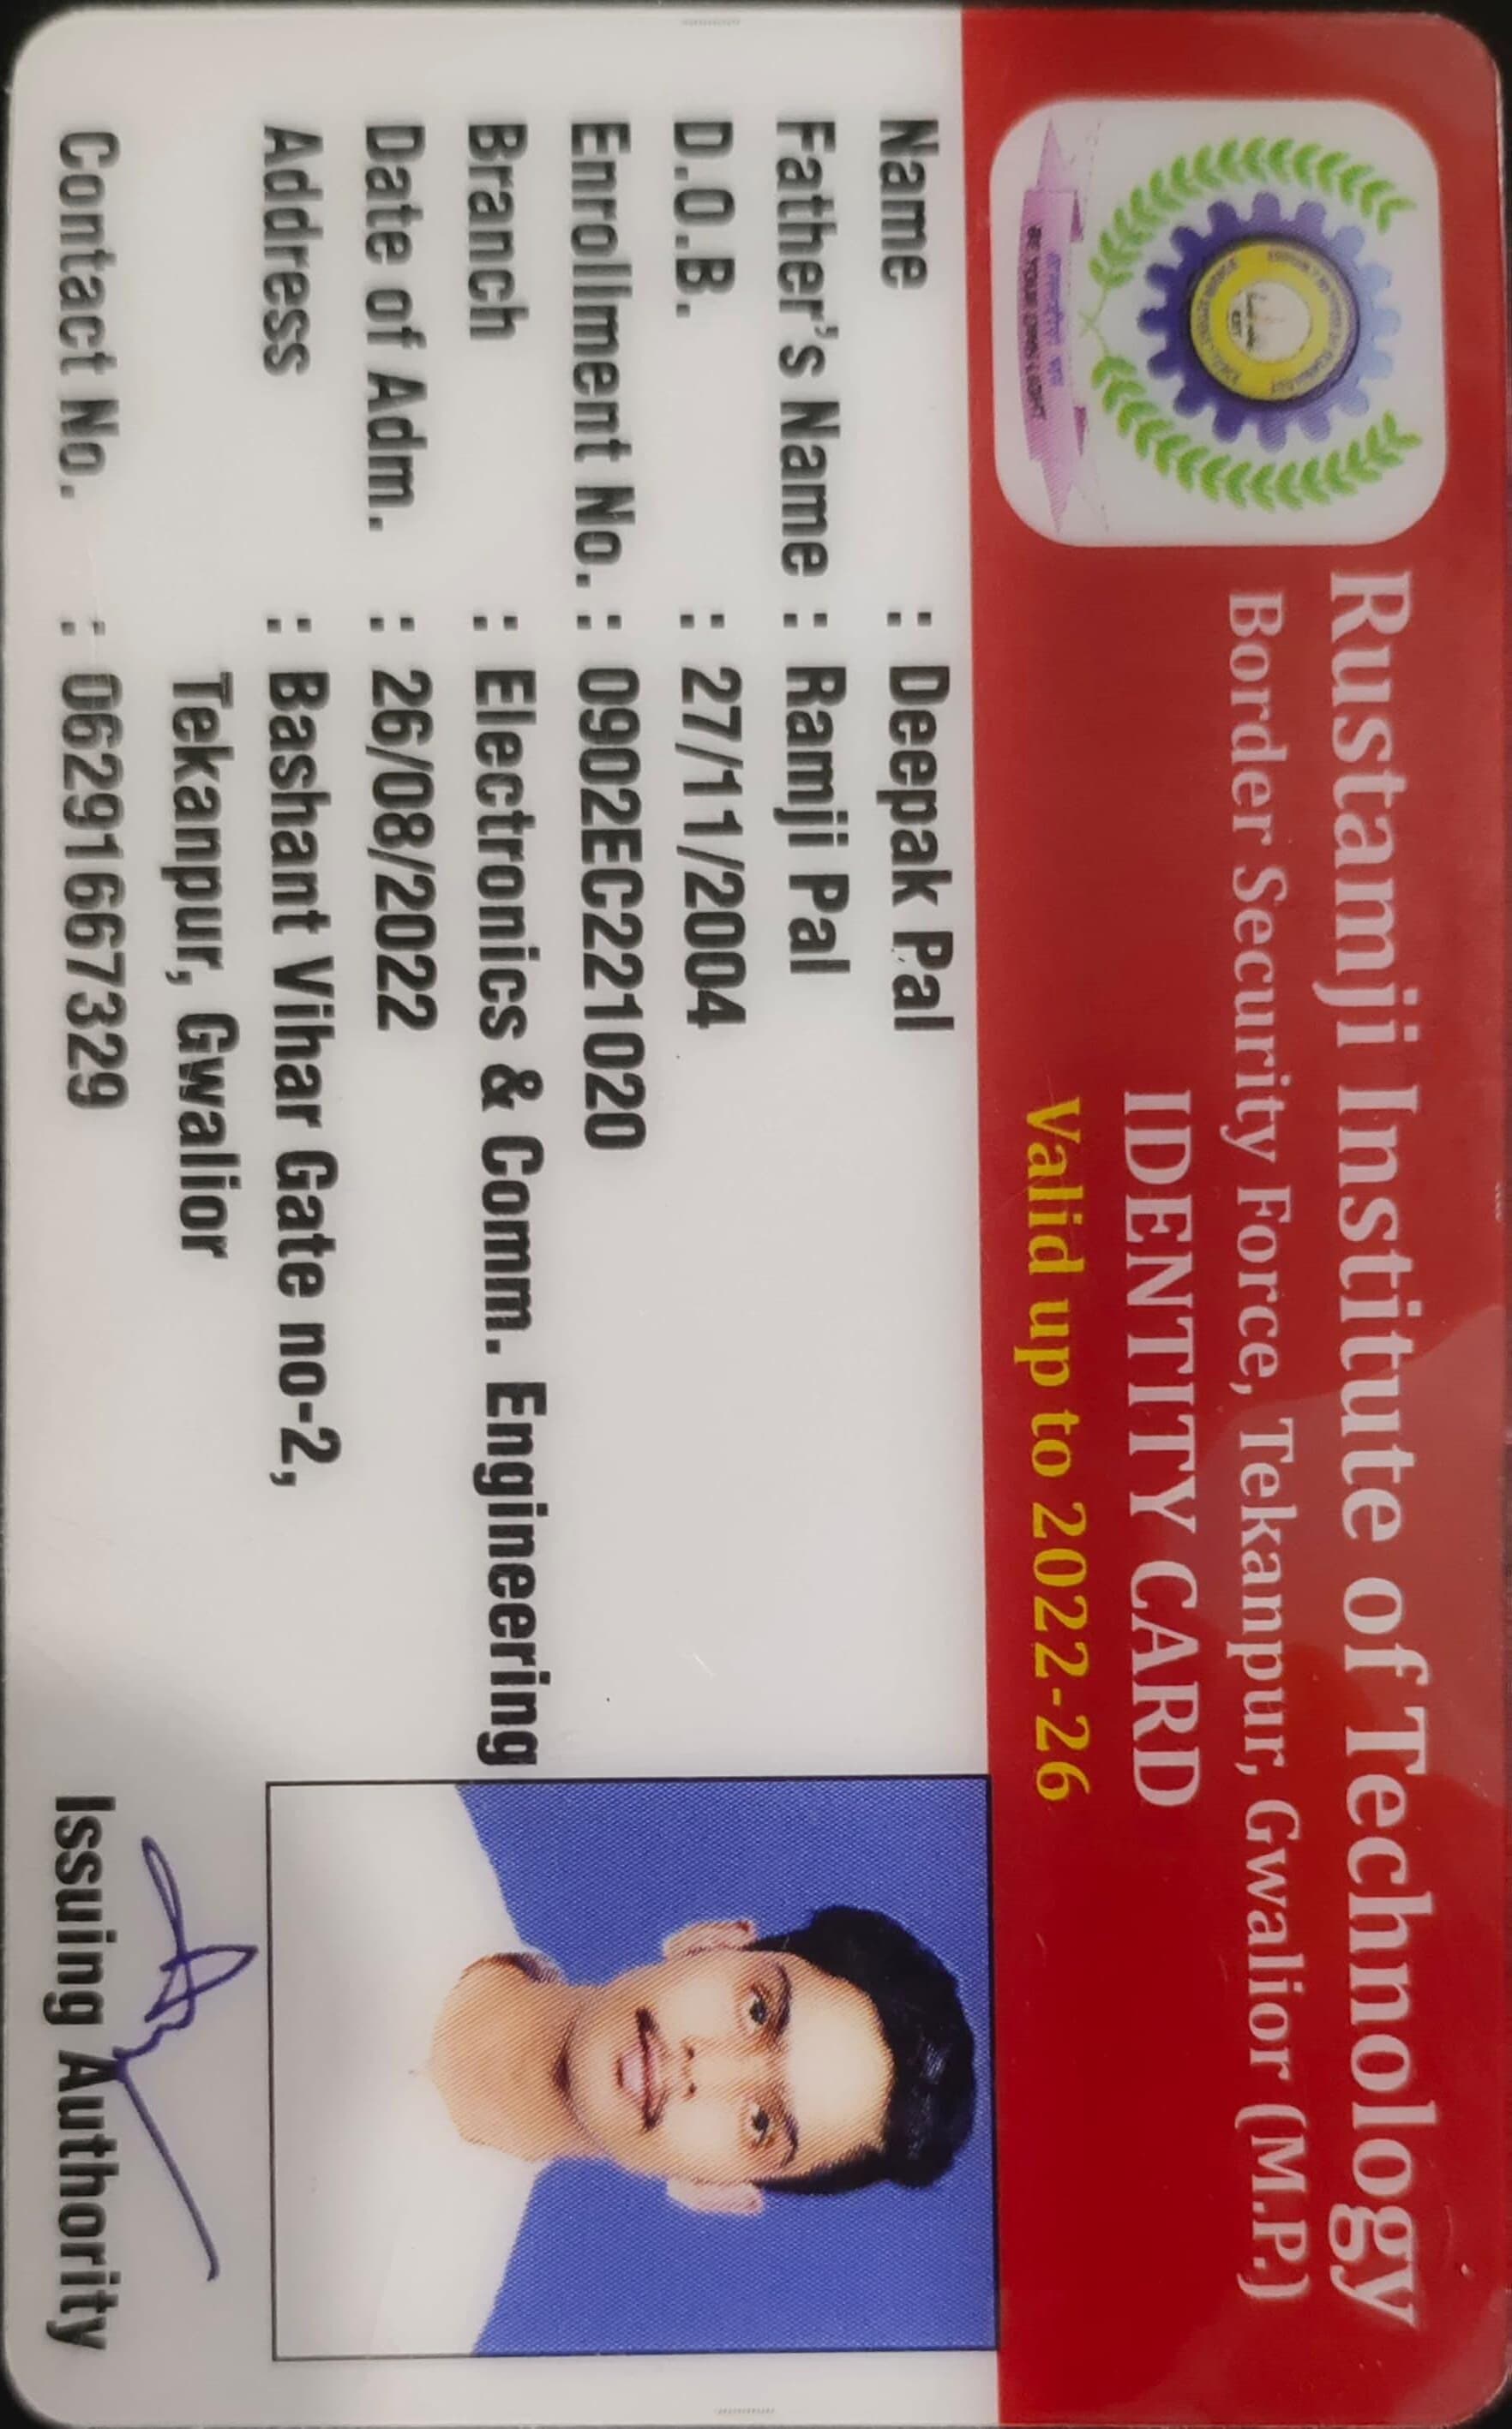 Rustamji Institute of Technology
Border Security Force, Tekanpur, Gwalior (M.P.)
IDENTITY CARD
Valid up to 2022-26
Name : Deepak Pal
Father's Name : Ramji Pal
D.O.B. : 27/11/2004
Enrollment No. : 0902EC221020
Branch : Electronics & Comm. Engineering
Date of Adm. : 26/08/2022
Address : Bashant Vihar Gate no-2,
Tekanpur, Gwalior
Contact No. : 06291667329
Issuing Authority